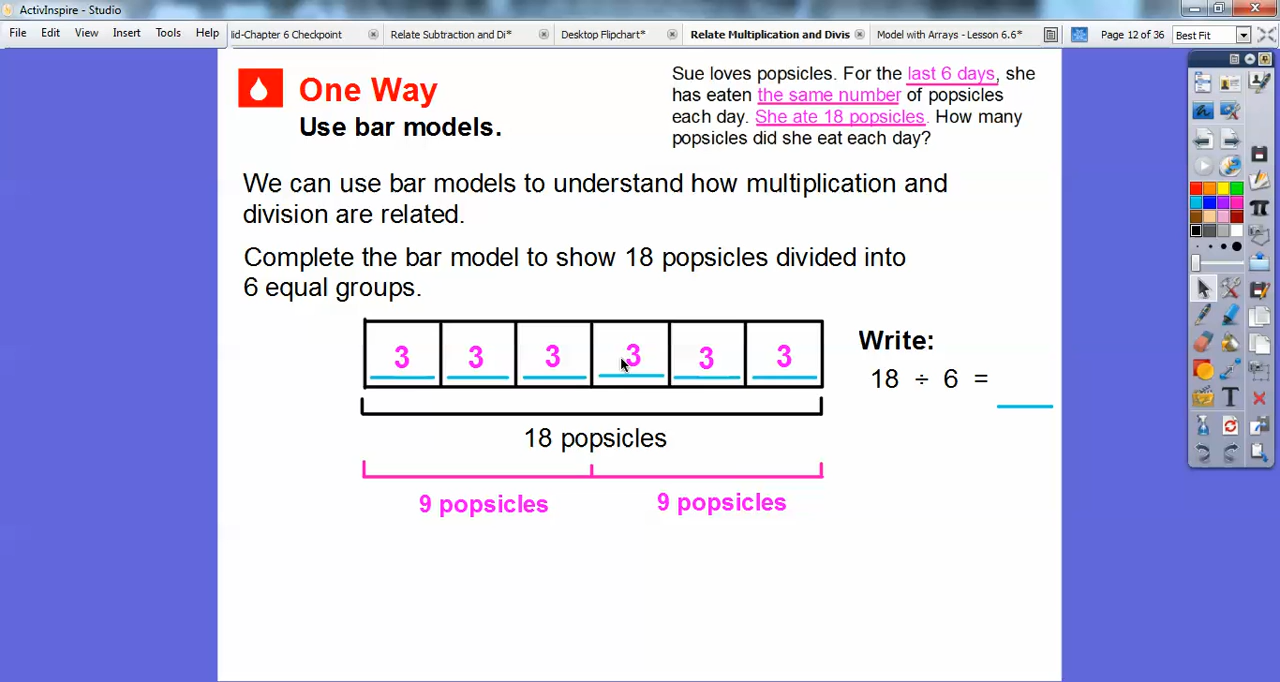 ActivInspire - Studio
File Edit View Insert Tools Help
lid-Chapter 6 Checkpoint Relate Subtraction and Di* Desktop Flipchart* Relate Multiplication and Divis Model with Arrays - Lesson 6.6* Page 12 of 36 Best Fit
One Way
Use bar models.
Sue loves popsicles. For the last 6 days, she
has eaten the same number of popsicles
each day. She ate 18 popsicles. How many
popsicles did she eat each day?
We can use bar models to understand how multiplication and
division are related.
Complete the bar model to show 18 popsicles divided into
6 equal groups.
3 3 3 3 3 3
18 popsicles
9 popsicles 9 popsicles
Write:
18 ÷ 6 =